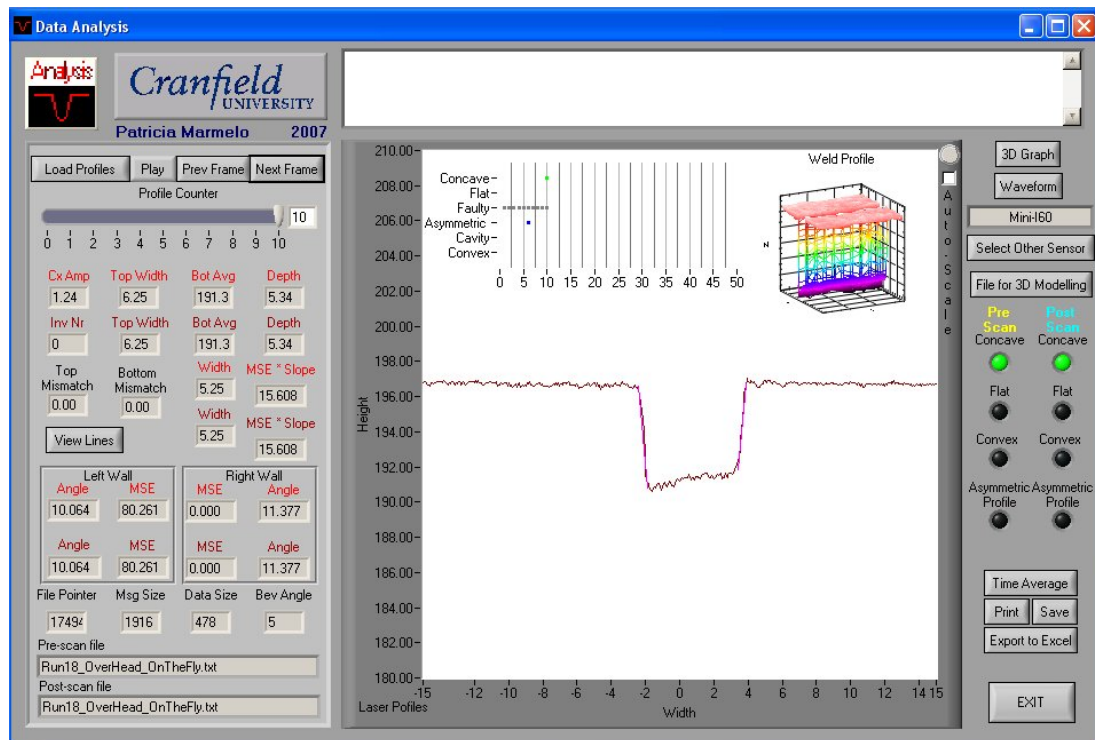 Data Analysis
Analysis
Cranfield
UNIVERSITY
Patricia Marmelo 2007
Load Profiles Play Prev Frame Next Frame
Profile Counter
10
0 1 2 3 4 5 6 7 8 9 10
Cx Amp Top Width Bot Avg Depth
1.24 6.25 191.3 5.34
Inv Nr Top Width Bot Avg Depth
0 6.25 191.3 5.34
Top Mismatch Bottom Mismatch Width MSE * Slope
0.00 0.00 5.25 15.608
Width MSE * Slope
View Lines 5.25 15.608
Left Wall Right Wall
Angle MSE MSE Angle
10.064 80.261 0.000 11.377
Angle MSE MSE Angle
10.064 80.261 0.000 11.377
File Pointer Msg Size Data Size Bev Angle
1749 1916 478 5
Pre-scan file
Run18_OverHead_OnTheFly.txt
Post-scan file
Run18_OverHead_OnTheFly.txt
210.00
208.00
206.00
204.00
202.00
200.00
198.00
196.00
194.00
192.00
190.00
188.00
186.00
184.00
182.00
180.00
Height
-15 -12 -10 -8 -6 -4 -2 0 2 4 6 8 10 12 14 15
Laser Pofiles
Width
Concave
Flat
Faulty
Asymmetric
Cavity
Convex
0 5 10 15 20 25 30 35 40 45 50
Weld Profile
N
Auto-Scale
3D Graph
Waveform
Mini-I60
Select Other Sensor
File for 3D Modelling
Pre Scan Post Scan
Concave Concave
Flat Flat
Convex Convex
Asymmetric Profile Asymmetric Profile
Time Average
Print Save
Export to Excel
EXIT